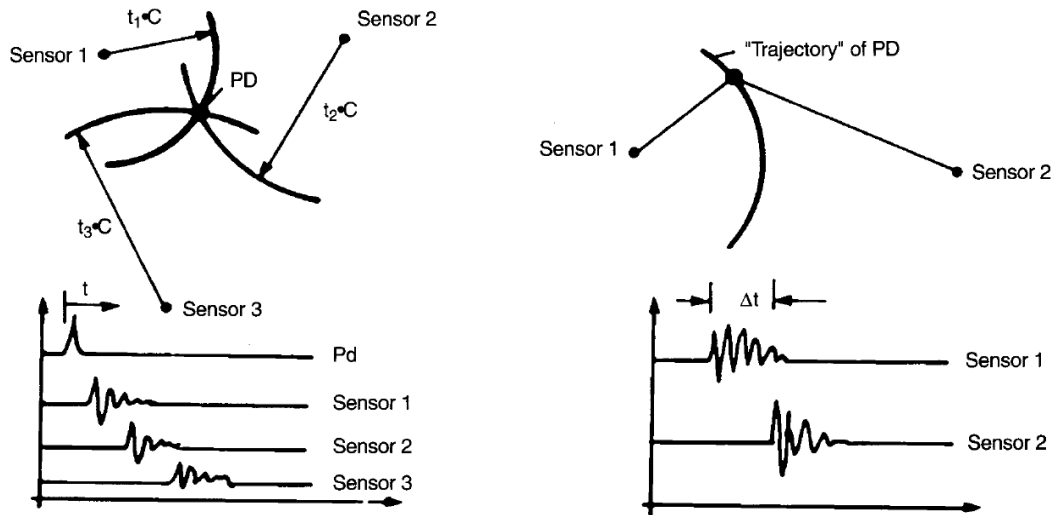 t₁•C
Sensor 2
Sensor 1
PD
t₂•C
t₃•C
t
Sensor 3
Pd
Sensor 1
Sensor 2
Sensor 3
"Trajectory" of PD
Sensor 1
Sensor 2
Δt
Sensor 1
Sensor 2